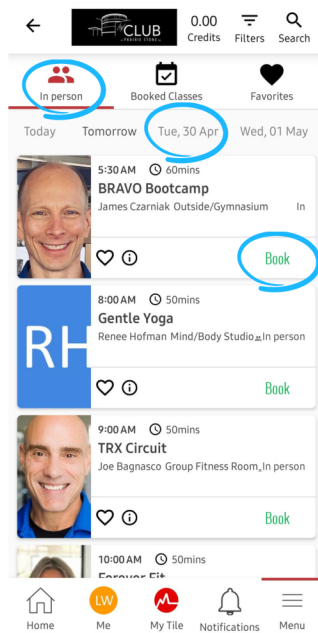 THE CLUB
AT PRAIRIE STONE
0.00
Credits
Filters
Search
In person
Booked Classes
Favorites
Today
Tomorrow
Tue, 30 Apr
Wed, 01 May
5:30 AM 60mins
BRAVO Bootcamp
James Czarniak Outside/Gymnasium In
Book
8:00 AM 50mins
RH
Gentle Yoga
Renee Hofman Mind/Body Studio In person
Book
9:00 AM 50mins
TRX Circuit
Joe Bagnasco Group Fitness Room In person
Book
10:00 AM 50mins
Forever Fit
LW
Home
Me
My Tile
Notifications
Menu